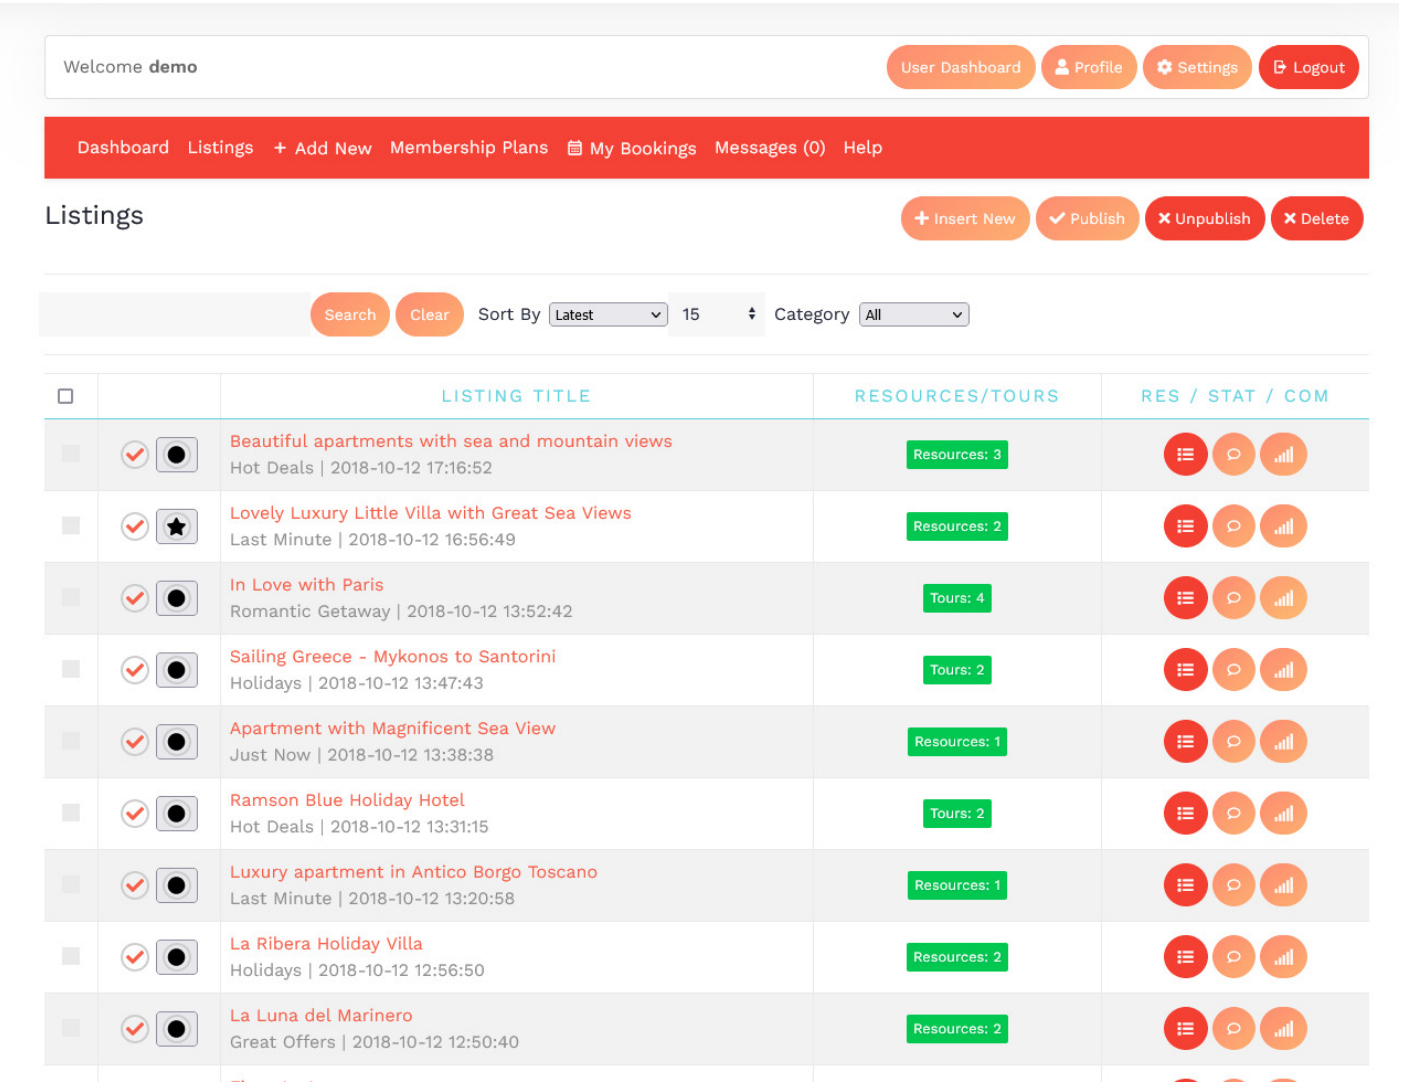 Welcome demo
User Dashboard Profile Settings Logout
Dashboard Listings + Add New Membership Plans My Bookings Messages (0) Help
Listings
Insert New Publish Unpublish Delete
Search Clear Sort By Latest 15 Category All
LISTING TITLE RESOURCES/TOURS RES / STAT / COM
Beautiful apartments with sea and mountain views
Hot Deals | 2018-10-12 17:16:52
Resources: 3
Lovely Luxury Little Villa with Great Sea Views
Last Minute | 2018-10-12 16:56:49
Resources: 2
In Love with Paris
Romantic Getaway | 2018-10-12 13:52:42
Tours: 4
Sailing Greece - Mykonos to Santorini
Holidays | 2018-10-12 13:47:43
Tours: 2
Apartment with Magnificent Sea View
Just Now | 2018-10-12 13:38:38
Resources: 1
Ramson Blue Holiday Hotel
Hot Deals | 2018-10-12 13:31:15
Tours: 2
Luxury apartment in Antico Borgo Toscano
Last Minute | 2018-10-12 13:20:58
Resources: 1
La Ribera Holiday Villa
Holidays | 2018-10-12 12:56:50
Resources: 2
La Luna del Marinero
Great Offers | 2018-10-12 12:50:40
Resources: 2